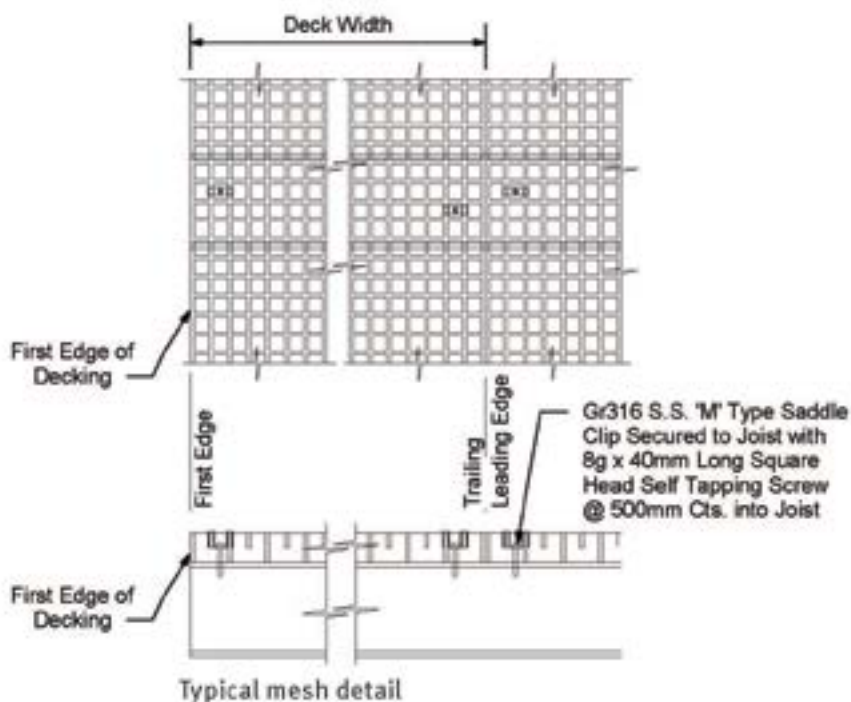 Deck Width
First Edge of
Decking
First Edge
Trailing
Leading Edge
Gr316 S.S. "M" Type Saddle
Clip Secured to Joist with
8g x 40mm Long Square
Head Self Tapping Screw
@ 500mm Cts. into Joist
First Edge of
Decking
Typical mesh detail